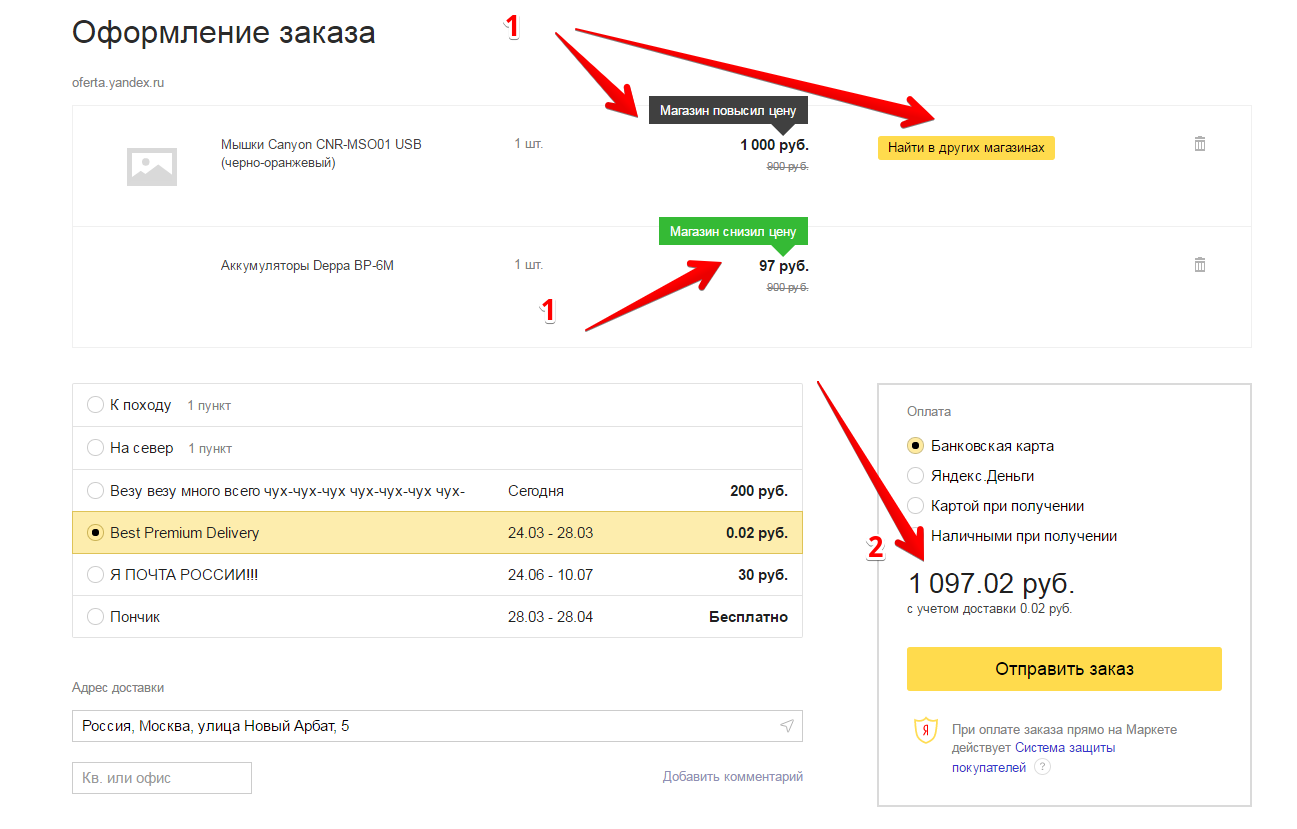 Оформление заказа
1
oferta.yandex.ru
Магазин повысил цену
Мышки Canyon CNR-MSO01 USB
(черно-оранжевый)
1 шт.
1 000 руб.
900 руб.
Найти в других магазинах
Магазин снизил цену
Аккумуляторы Deppa BP-6M
1 шт.
97 руб.
900 руб.
1
К походу 1 пункт
На север 1 пункт
Везу везу много всего чух-чух-чух чух-чух-чух чух- Сегодня 200 руб.
Best Premium Delivery 24.03 - 28.03 0.02 руб.
Я ПОЧТА РОССИИ!!! 24.06 - 10.07 30 руб.
Пончик 28.03 - 28.04 Бесплатно
Адрес доставки
Россия, Москва, улица Новый Арбат, 5
Кв. или офис
Добавить комментарий
Оплата
Банковская карта
Яндекс.Деньги
Картой при получении
Наличными при получении
2
1 097.02 руб.
с учетом доставки 0.02 руб.
Отправить заказ
Я
При оплате заказа прямо на Маркете
действует Система защиты
покупателей ?